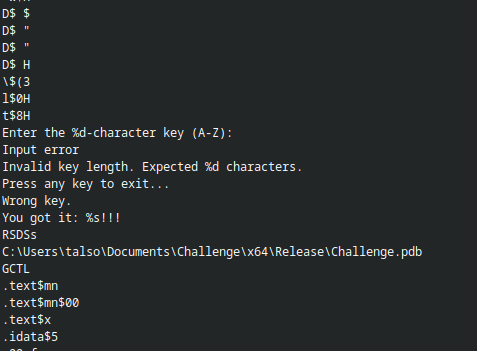 D$ $
D$ "
D$ "
D$ H
\$(3
l$0H
t$8H
Enter the %d-character key (A-Z):
Input error
Invalid key length. Expected %d characters.
Press any key to exit...
Wrong key.
You got it: %s!!!
RSDSs
C:\Users\talso\Documents\Challenge\x64\Release\Challenge.pdb
GCTL
.text$mn
.text$mn$00
.text$x
.idata$5